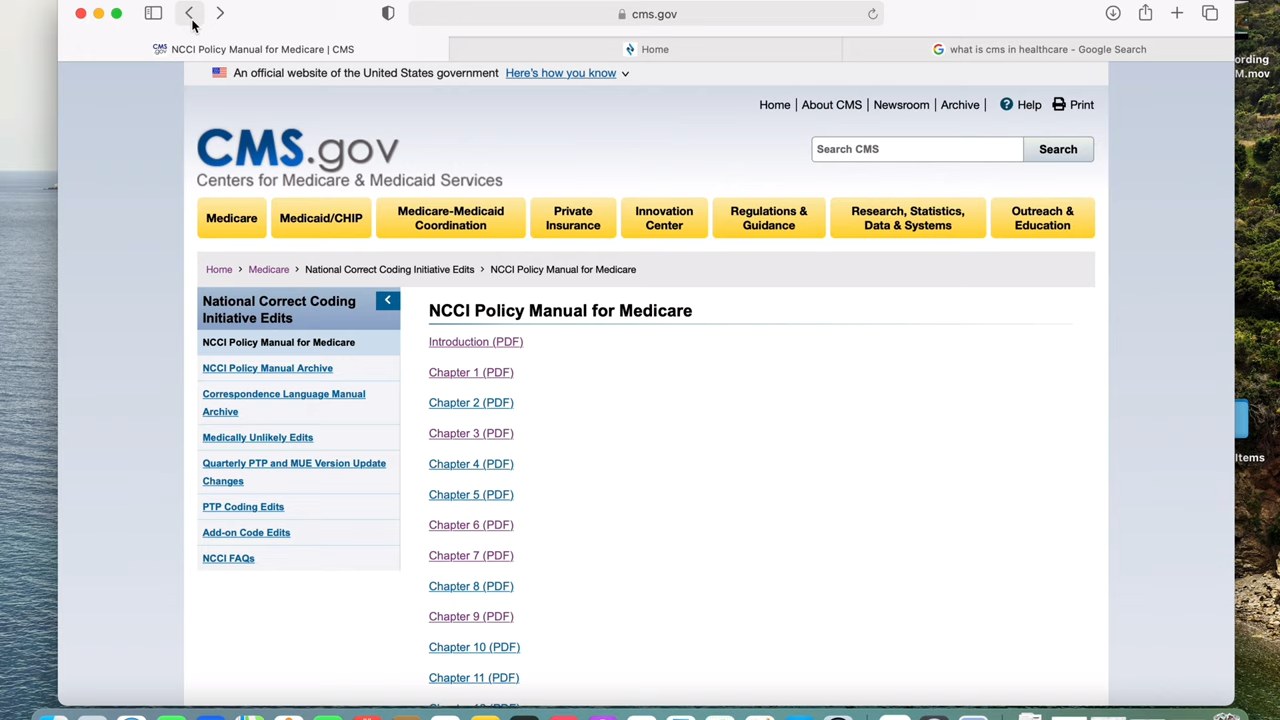 cms.gov
CMS.gov NCCI Policy Manual for Medicare | CMS
Home
what is cms in healthcare - Google Search
ording
M.mov
An official website of the United States government Here's how you know
Home | About CMS | Newsroom | Archive | Help Print
CMS.gov
Centers for Medicare & Medicaid Services
Search CMS
Search
Medicare
Medicaid/CHIP
Medicare-Medicaid
Coordination
Private
Insurance
Innovation
Center
Regulations &
Guidance
Research, Statistics,
Data & Systems
Outreach &
Education
Home > Medicare > National Correct Coding Initiative Edits > NCCI Policy Manual for Medicare
National Correct Coding
Initiative Edits
NCCI Policy Manual for Medicare
NCCI Policy Manual Archive
Correspondence Language Manual
Archive
Medically Unlikely Edits
Quarterly PTP and MUE Version Update
Changes
PTP Coding Edits
Add-on Code Edits
NCCI FAQs
NCCI Policy Manual for Medicare
Introduction (PDF)
Chapter 1 (PDF)
Chapter 2 (PDF)
Chapter 3 (PDF)
Chapter 4 (PDF)
Chapter 5 (PDF)
Chapter 6 (PDF)
Chapter 7 (PDF)
Chapter 8 (PDF)
Chapter 9 (PDF)
Chapter 10 (PDF)
Chapter 11 (PDF)
Items